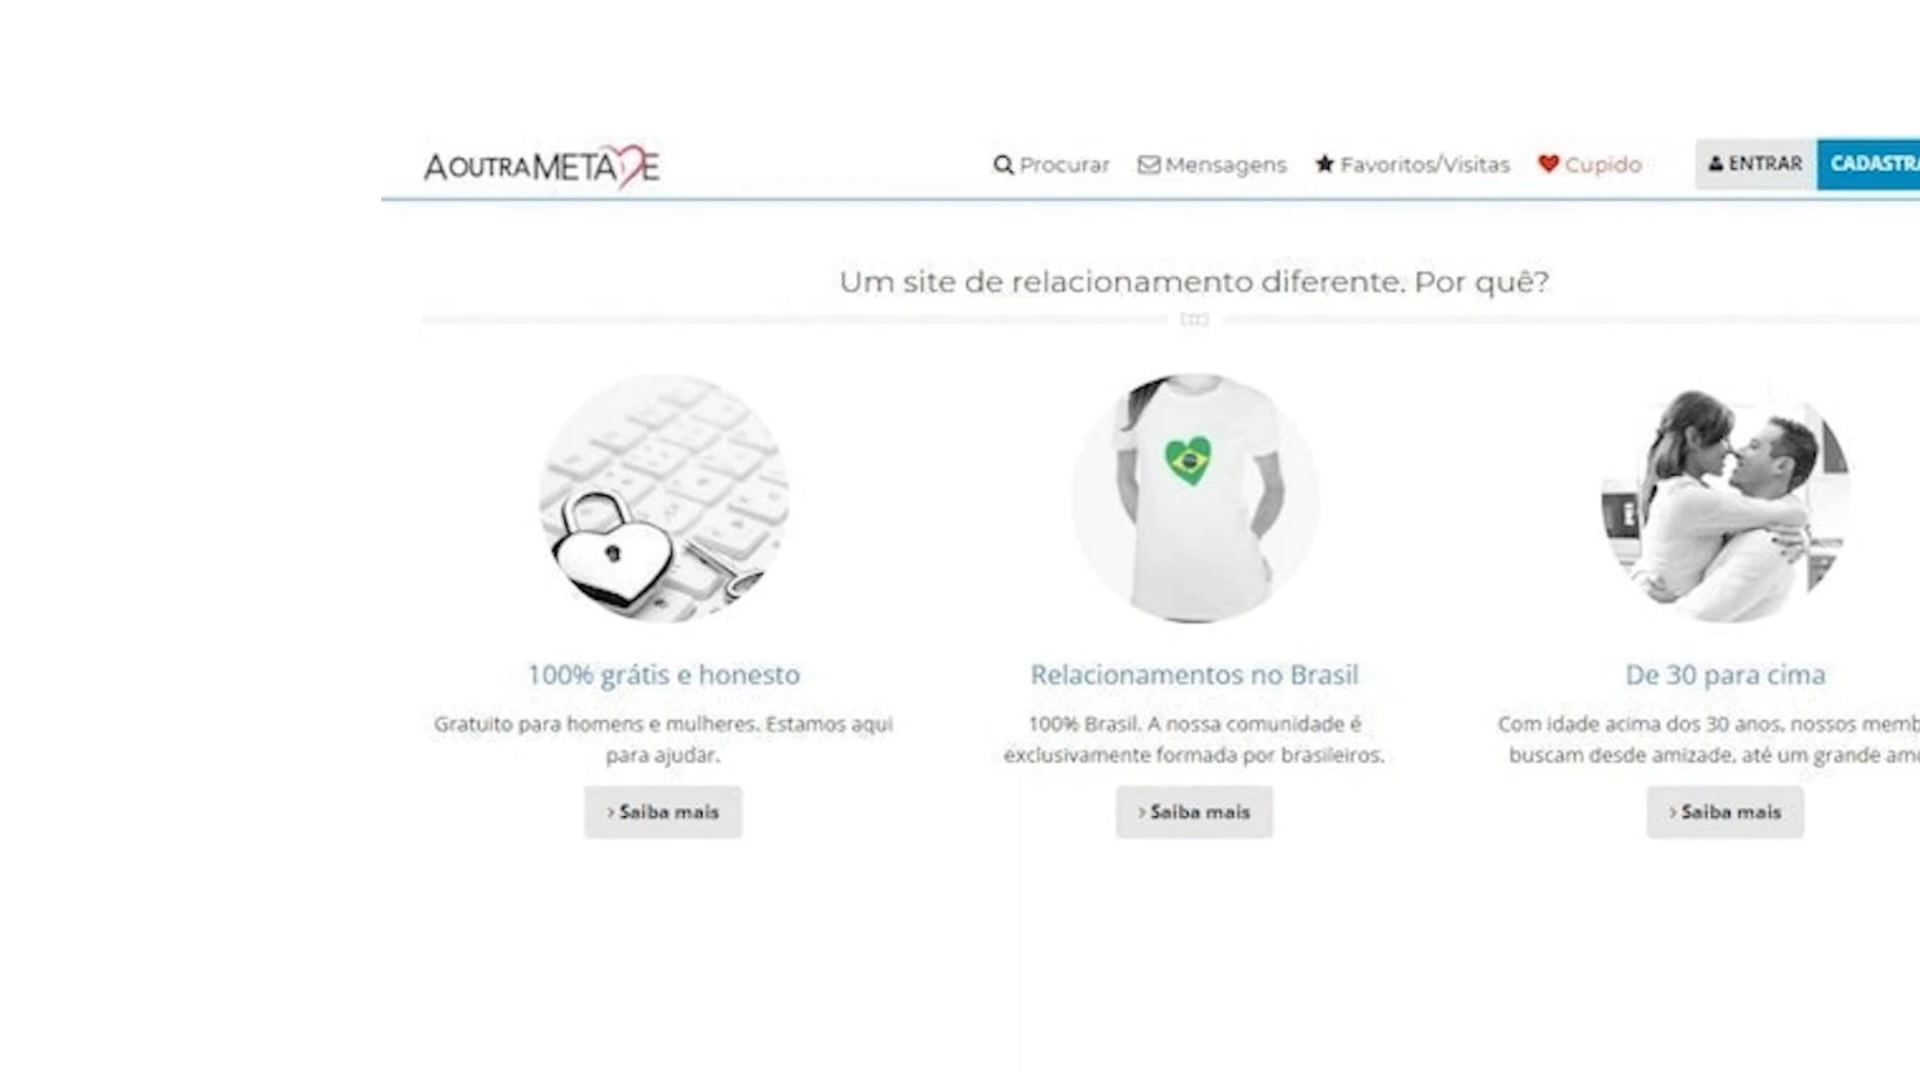 AOUTRAMETADE
Procurar Mensagens Favoritos/Visitas Cupido ENTRAR CADASTRA
Um site de relacionamento diferente. Por quê?
100% grátis e honesto
Gratuito para homens e mulheres. Estamos aqui
para ajudar.
> Saiba mais
Relacionamentos no Brasil
100% Brasil. A nossa comunidade é
exclusivamente formada por brasileiros.
> Saiba mais
De 30 para cima
Com idade acima dos 30 anos, nossos memb
buscam desde amizade, até um grande amo
> Saiba mais